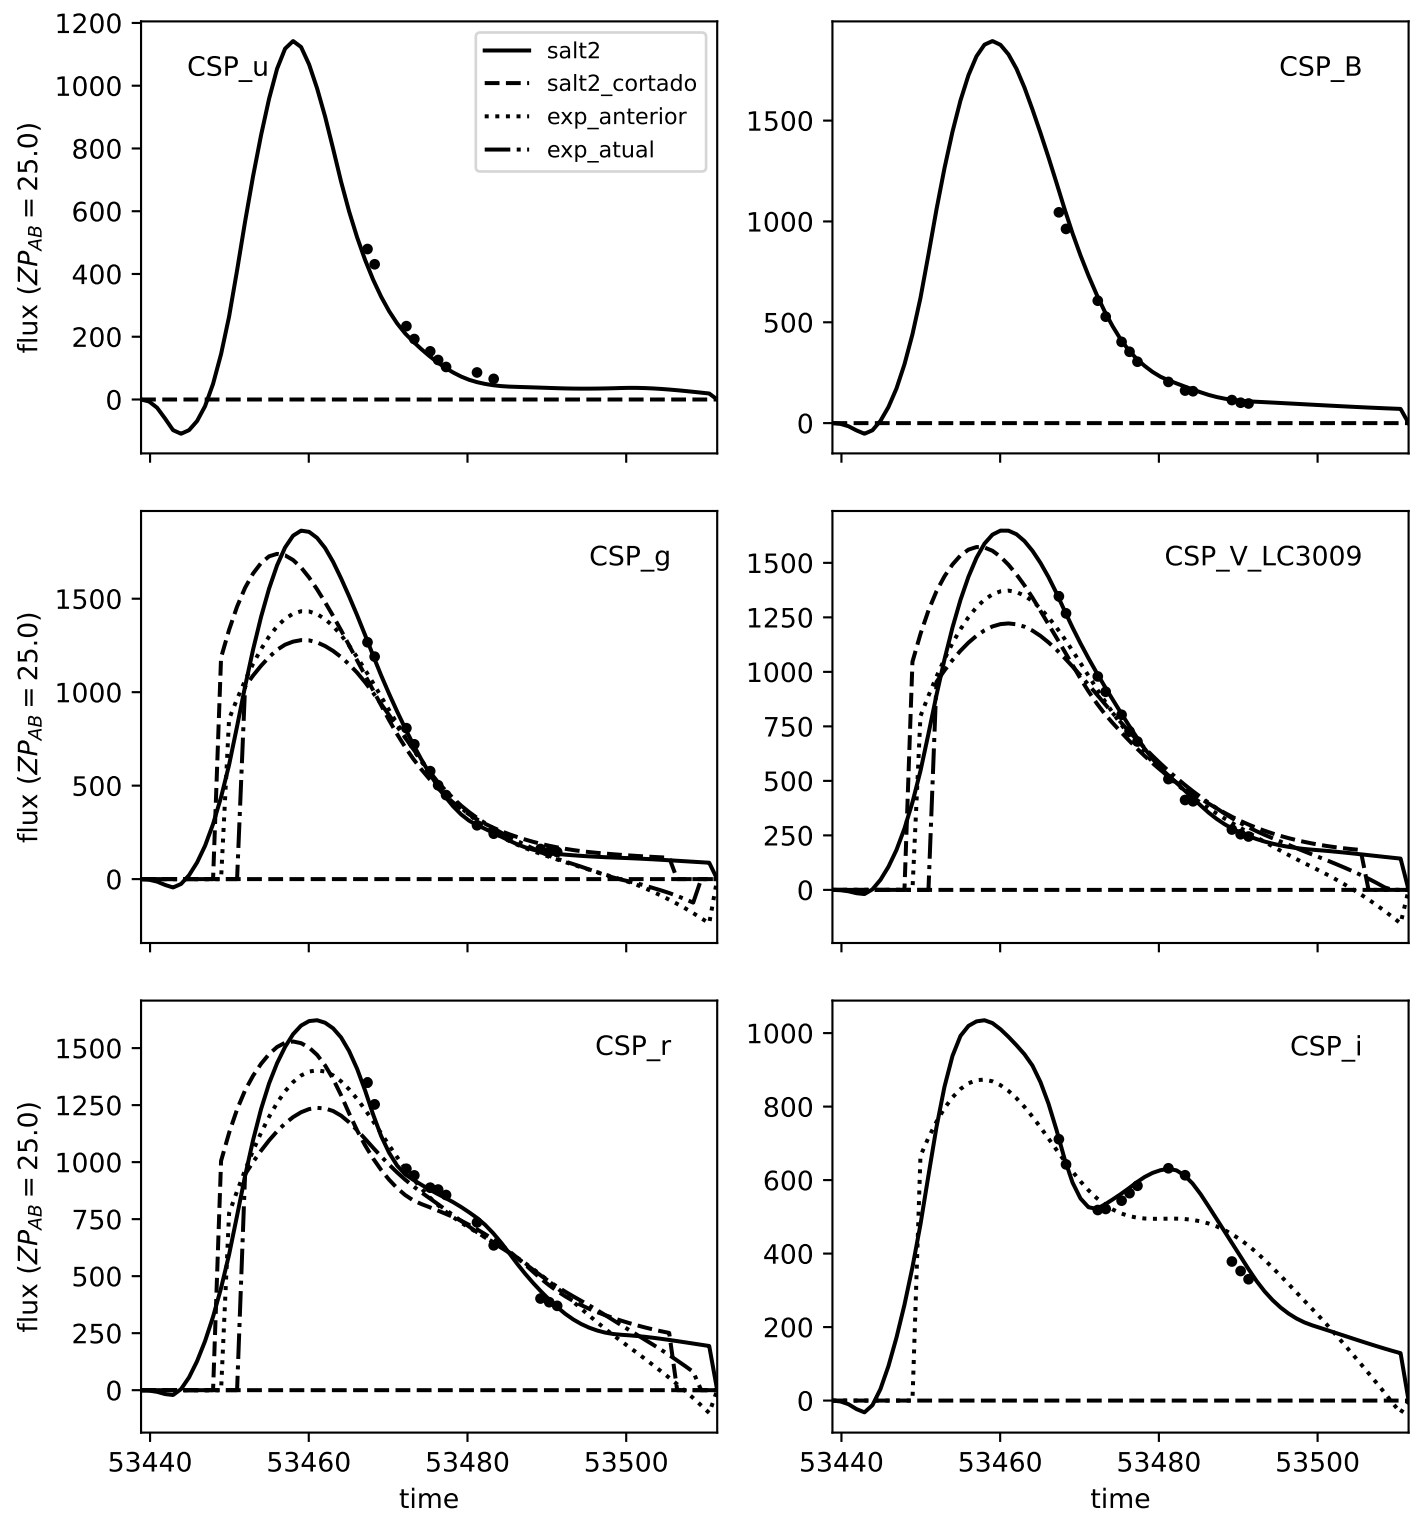 1200
1000
800
600
400
200
0
flux (ZP_AB = 25.0)
CSP_u
salt2
salt2_cortado
exp_anterior
exp_atual
1500
1000
500
0
CSP_B
1500
1000
500
0
flux (ZP_AB = 25.0)
CSP_g
1500
1250
1000
750
500
250
0
CSP_V_LC3009
1500
1250
1000
750
500
250
0
flux (ZP_AB = 25.0)
CSP_r
53440 53460 53480 53500
time
1000
800
600
400
200
0
CSP_i
53440 53460 53480 53500
time